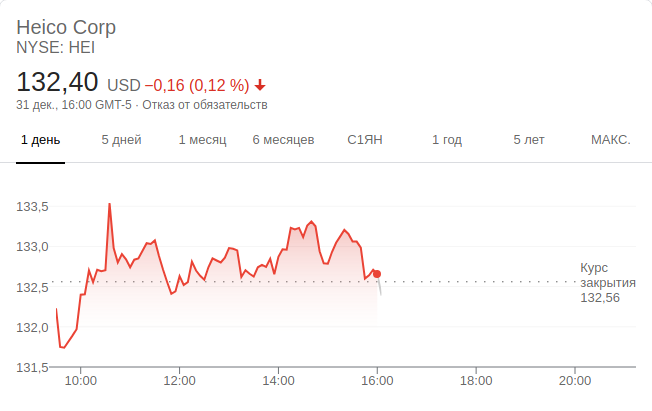 Heico Corp
NYSE: HEI
132,40 USD −0,16 (0,12 %)
31 дек., 16:00 GMT-5 · Отказ от обязательств
1 день 5 дней 1 месяц 6 месяцев С1ЯН 1 год 5 лет МАКС.
133,5
133,0
Курс
закрытия
132,56
132,5
132,0
131,5
10:00 12:00 14:00 16:00 18:00 20:00